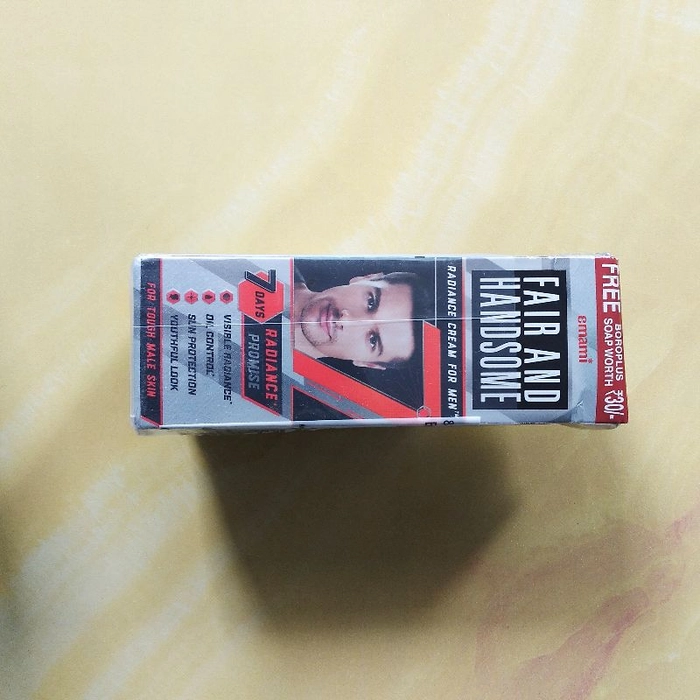 FREE BOROPLUS
SOAP WORTH ₹30/-
emami*
FAIR AND
HANDSOME
RADIANCE CREAM FOR MEN
7
DAYS
RADIANCE*
PROMISE
VISIBLE RADIANCE
OIL CONTROL
SUN PROTECTION
YOUTHFUL LOOK
FOR TOUGH MALE SKIN